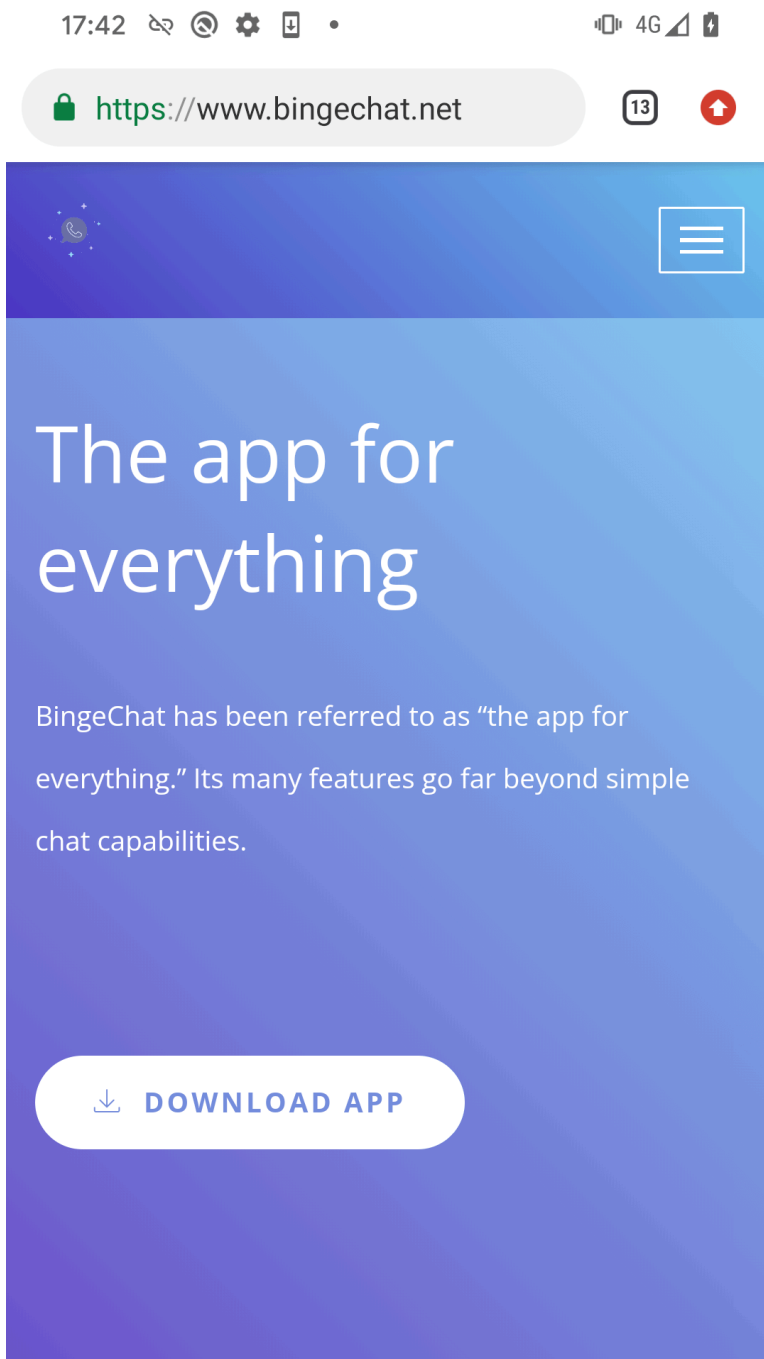 17:42 4G
https://www.bingechat.net 13
The app for
everything
BingeChat has been referred to as “the app for
everything.” Its many features go far beyond simple
chat capabilities.
DOWNLOAD APP